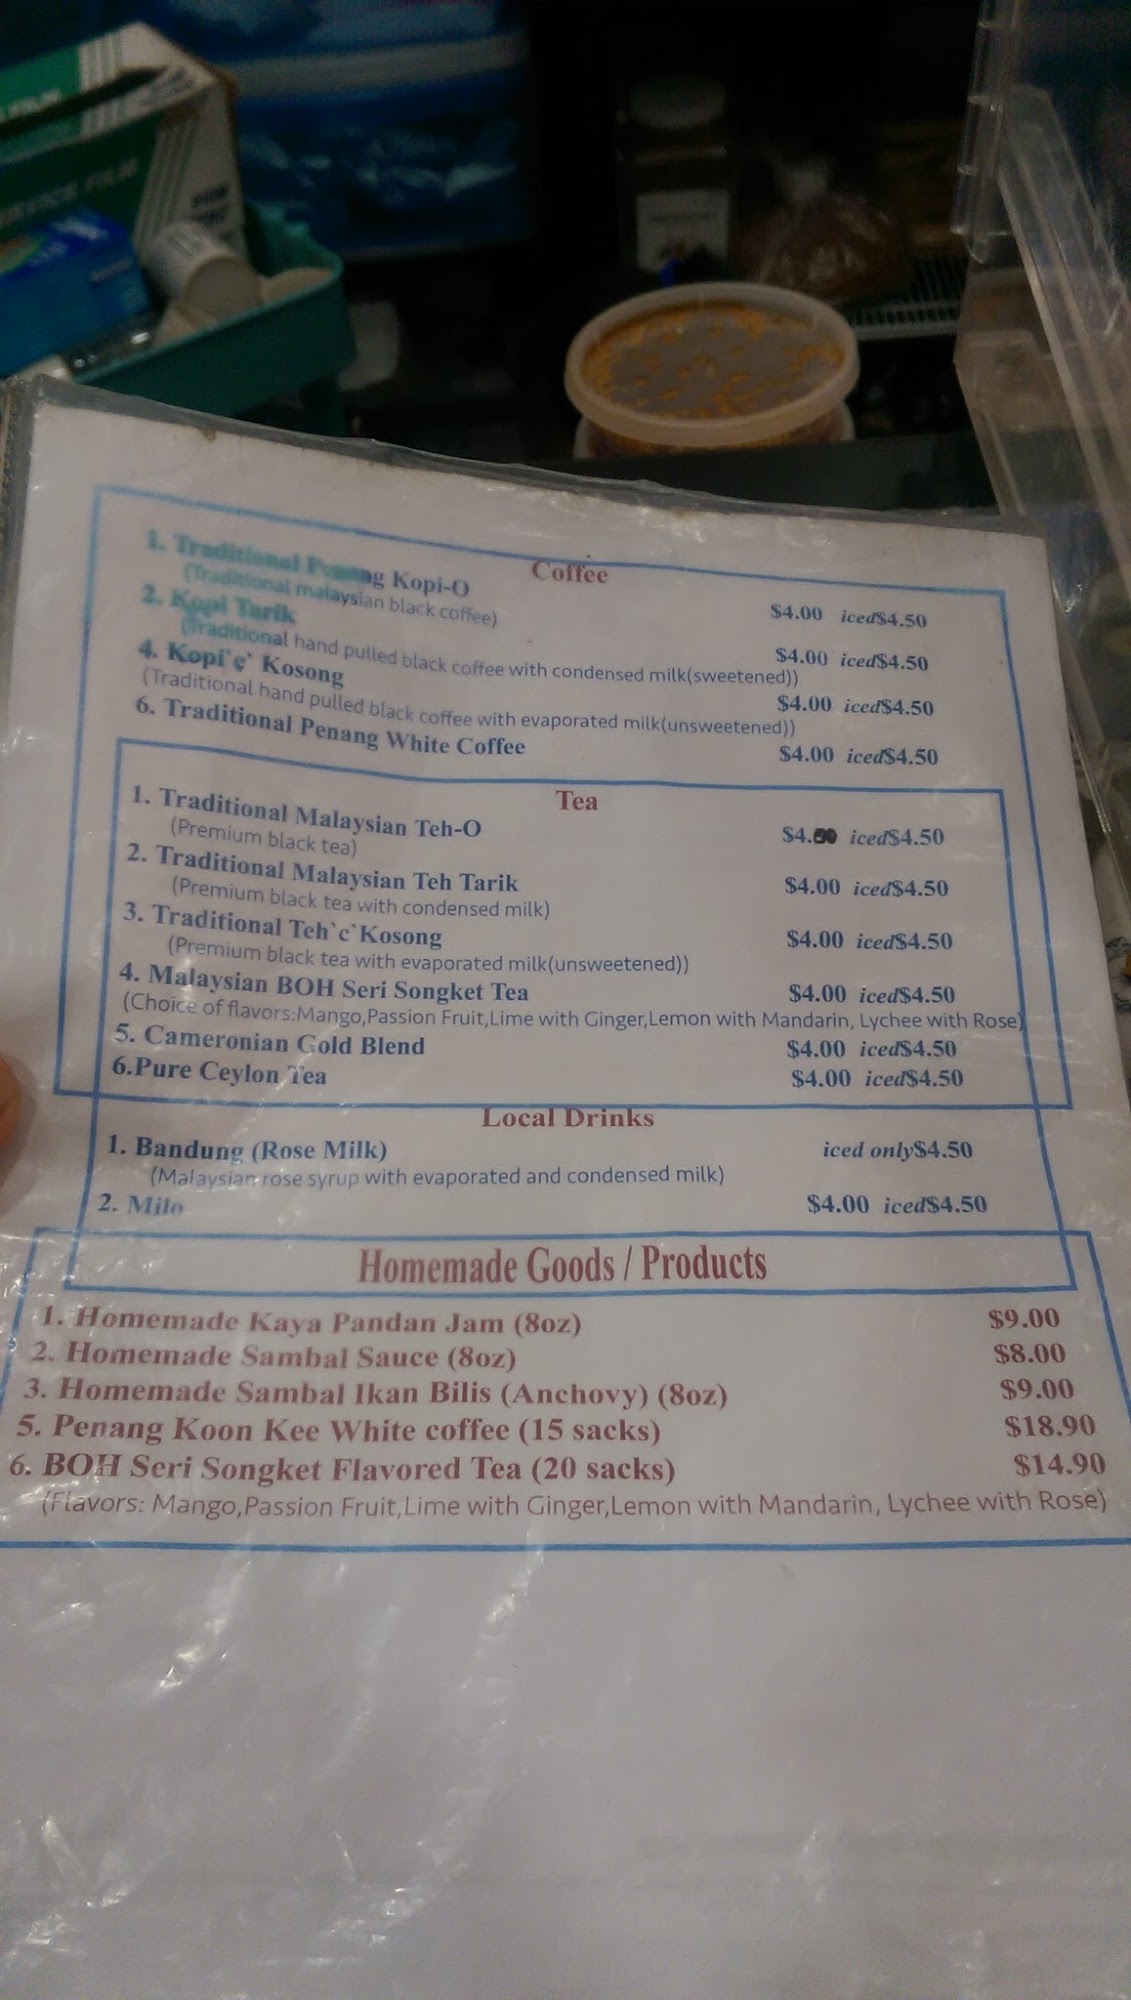 SERVICE FILM
Coffee
1. Traditional Penang Kopi-O $4.00 iced$4.50
(Traditional malaysian black coffee)
2. Kopi Tarik $4.00 iced$4.50
(Traditional hand pulled black coffee with condensed milk(sweetened))
4. Kopi`c` Kosong $4.00 iced$4.50
(Traditional hand pulled black coffee with evaporated milk(unsweetened))
6. Traditional Penang White Coffee $4.00 iced$4.50
Tea
1. Traditional Malaysian Teh-O $4.00 iced$4.50
(Premium black tea)
2. Traditional Malaysian Teh Tarik $4.00 iced$4.50
(Premium black tea with condensed milk)
3. Traditional Teh`c`Kosong $4.00 iced$4.50
(Premium black tea with evaporated milk(unsweetened))
4. Malaysian BOH Seri Songket Tea $4.00 iced$4.50
(Choice of flavors:Mango,Passion Fruit,Lime with Ginger,Lemon with Mandarin, Lychee with Rose)
5. Cameronian Gold Blend $4.00 iced$4.50
6.Pure Ceylon Tea $4.00 iced$4.50
Local Drinks
1. Bandung (Rose Milk) iced only$4.50
(Malaysian rose syrup with evaporated and condensed milk)
2. Milo $4.00 iced$4.50
Homemade Goods / Products
1. Homemade Kaya Pandan Jam (8oz) $9.00
2. Homemade Sambal Sauce (8oz) $8.00
3. Homemade Sambal Ikan Bilis (Anchovy) (8oz) $9.00
5. Penang Koon Kee White coffee (15 sacks) $18.90
6. BOH Seri Songket Flavored Tea (20 sacks) $14.90
(Flavors: Mango,Passion Fruit,Lime with Ginger,Lemon with Mandarin, Lychee with Rose)